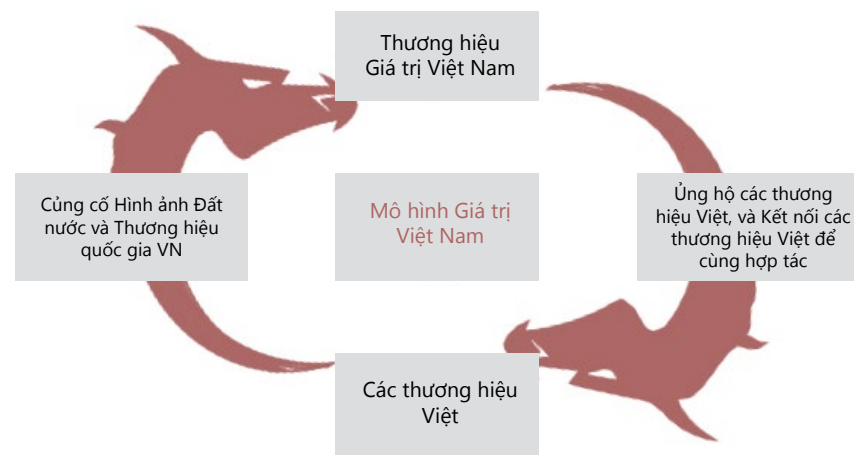 Thương hiệu
Giá trị Việt Nam
Củng cố Hình ảnh Đất
nước và Thương hiệu
quốc gia VN
Mô hình Giá trị
Việt Nam
Ủng hộ các thương
hiệu Việt, và Kết nối các
thương hiệu Việt để
cùng hợp tác
Các thương hiệu
Việt